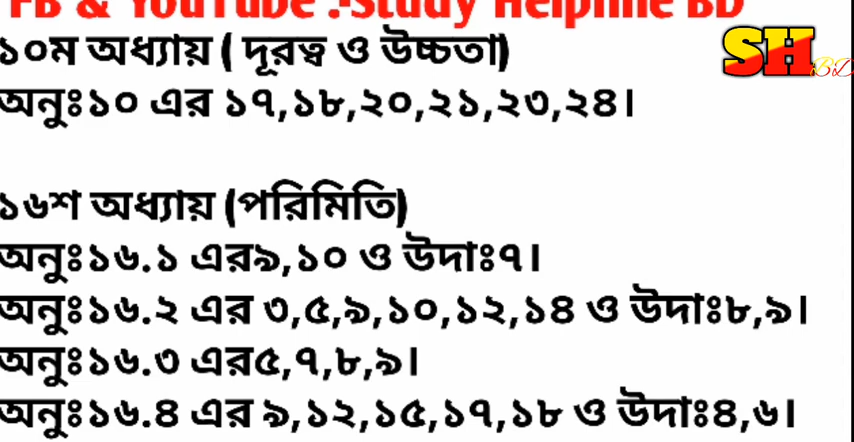 FB & YouTube :-Study Helpline BD
১০ম অধ্যায় ( দূরত্ব ও উচ্চতা)
SH BD
অনুঃ১০ এর ১৭,১৮,২০,২১,২৩,২৪।
১৬শ অধ্যায় (পরিমিতি)
অনুঃ১৬.১ এর৯,১০ ও উদাঃ৭।
অনুঃ১৬.২ এর ৩,৫,৯,১০,১২,১৪ ও উদাঃ৮,৯।
অনুঃ১৬.৩ এর৫,৭,৮,৯।
অনুঃ১৬.৪ এর ৯,১২,১৫,১৭,১৮ ও উদাঃ৪,৬।